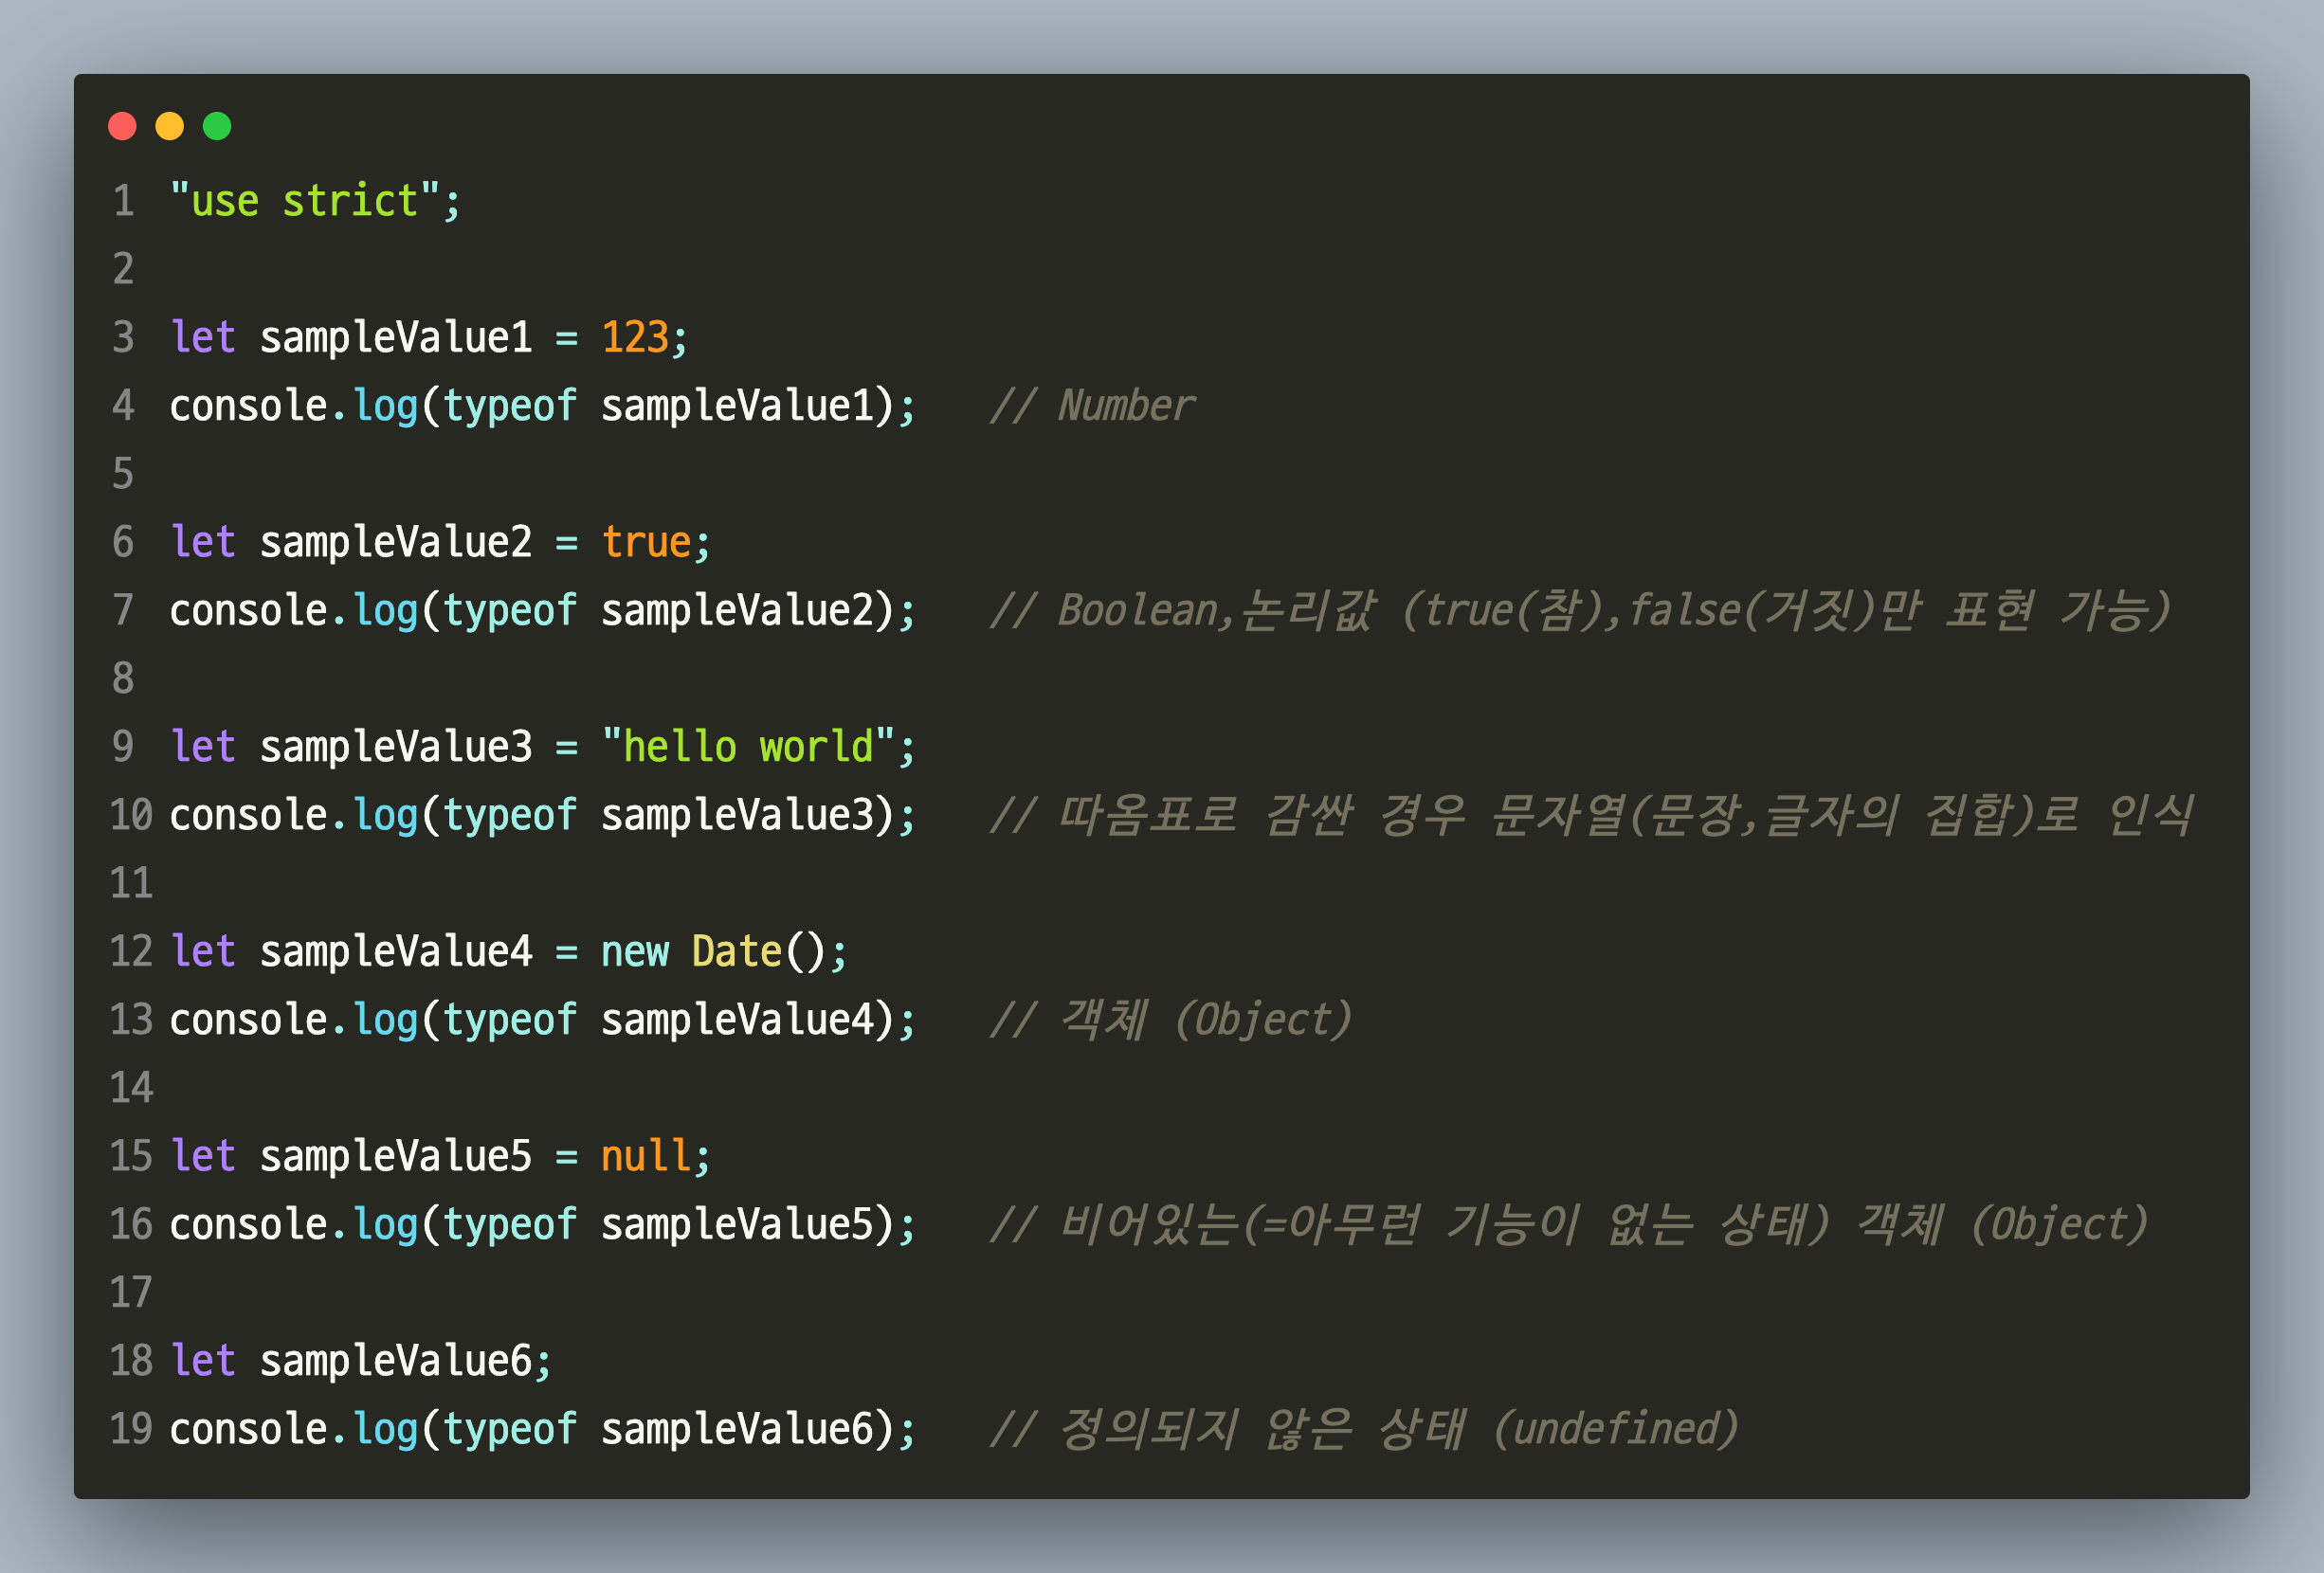 1 "use strict";
2
3 let sampleValue1 = 123;
4 console.log(typeof sampleValue1);   // Number
5
6 let sampleValue2 = true;
7 console.log(typeof sampleValue2);   // Boolean,논리값 (true(참),false(거짓)만 표현 가능)
8
9 let sampleValue3 = "hello world";
10 console.log(typeof sampleValue3);   // 따옴표로 감싼 경우 문자열(문장,글자의 집합)로 인식
11
12 let sampleValue4 = new Date();
13 console.log(typeof sampleValue4);   // 객체 (Object)
14
15 let sampleValue5 = null;
16 console.log(typeof sampleValue5);   // 비어있는(=아무런 기능이 없는 상태) 객체 (Object)
17
18 let sampleValue6;
19 console.log(typeof sampleValue6);   // 정의되지 않은 상태 (undefined)